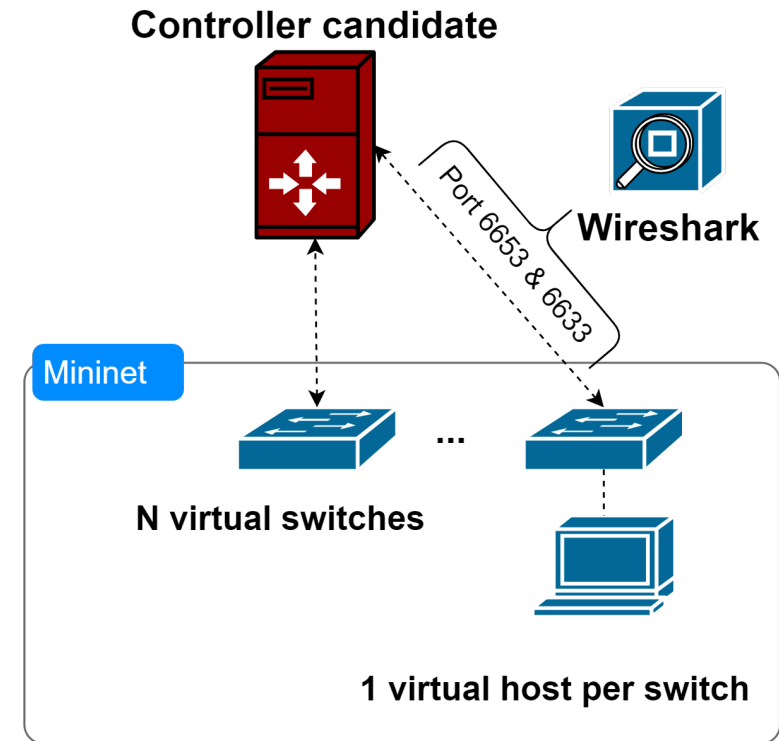 Controller candidate
Port 6653 & 6633
Wireshark
Mininet
...
N virtual switches
1 virtual host per switch